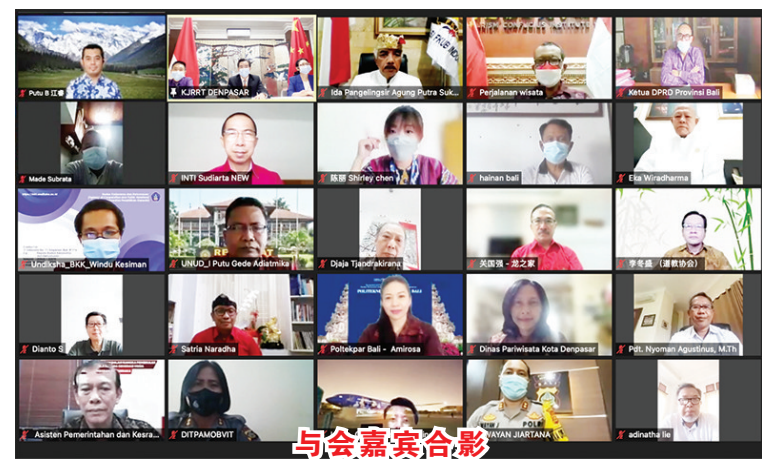 Putu B 江睿
KJRRT DENPASAR
Ida Pangelingsir Agung Putra Suk...
Perjalanan wisata
Ketua DPRD Provinsi Bali
Made Subrata
INTI Sudiarta NEW
陈丽 Shirley chen
hainan bali
Eka Wiradharma
Undiksha_BKK_Windu Kesiman
UNUD_I Putu Gede Adiatmika
Djaja Tjandrakirana
关国强 - 龙之家
李冬盛 （道教协会）
Dianto S
Satria Naradha
Poltekpar Bali - Amirosa
Dinas Pariwisata Kota Denpasar
Pdt. Nyoman Agustinus, M.Th
Asisten Pemerintahan dan Kesra...
DITPAMOBVIT
WAYAN JIARTANA
adinatha lie
与会嘉宾合影